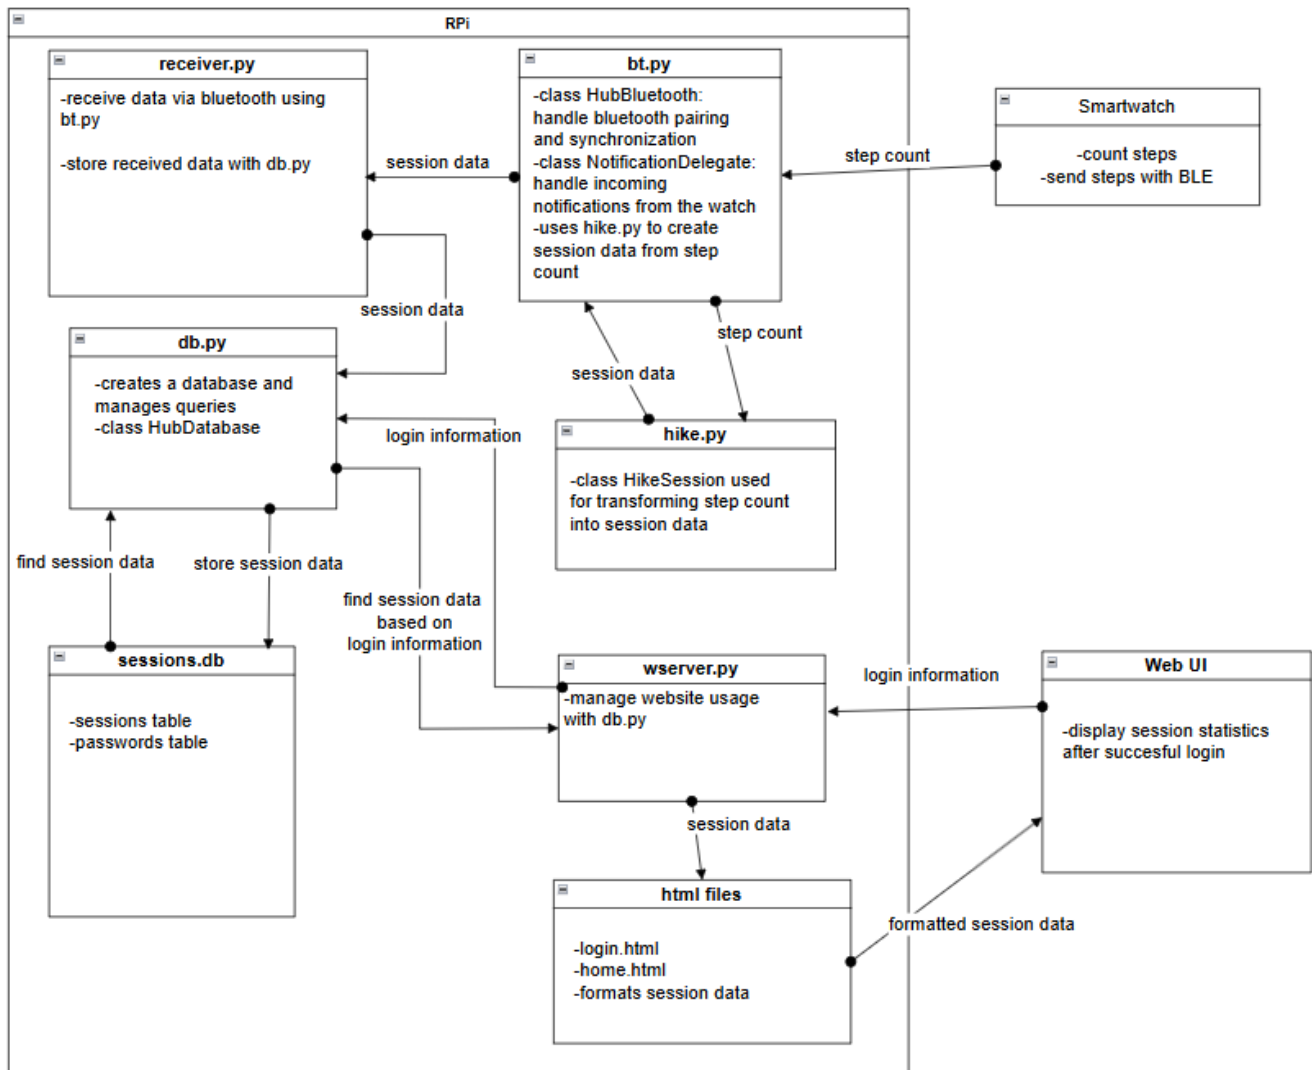 RPi
receiver.py
-receive data via bluetooth using
bt.py
-store received data with db.py
session data
bt.py
-class HubBluetooth:
handle bluetooth pairing
and synchronization
-class NotificationDelegate:
handle incoming
notifications from the watch
-uses hike.py to create
session data from step
count
step count
Smartwatch
-count steps
-send steps with BLE
session data
step count
session data
db.py
-creates a database and
manages queries
-class HubDatabase
login information
hike.py
-class HikeSession used
for transforming step count
into session data
find session data
store session data
find session data
based on
login information
sessions.db
-sessions table
-passwords table
wserver.py
-manage website usage
with db.py
login information
Web UI
-display session statistics
after succesful login
session data
html files
-login.html
-home.html
-formats session data
formatted session data